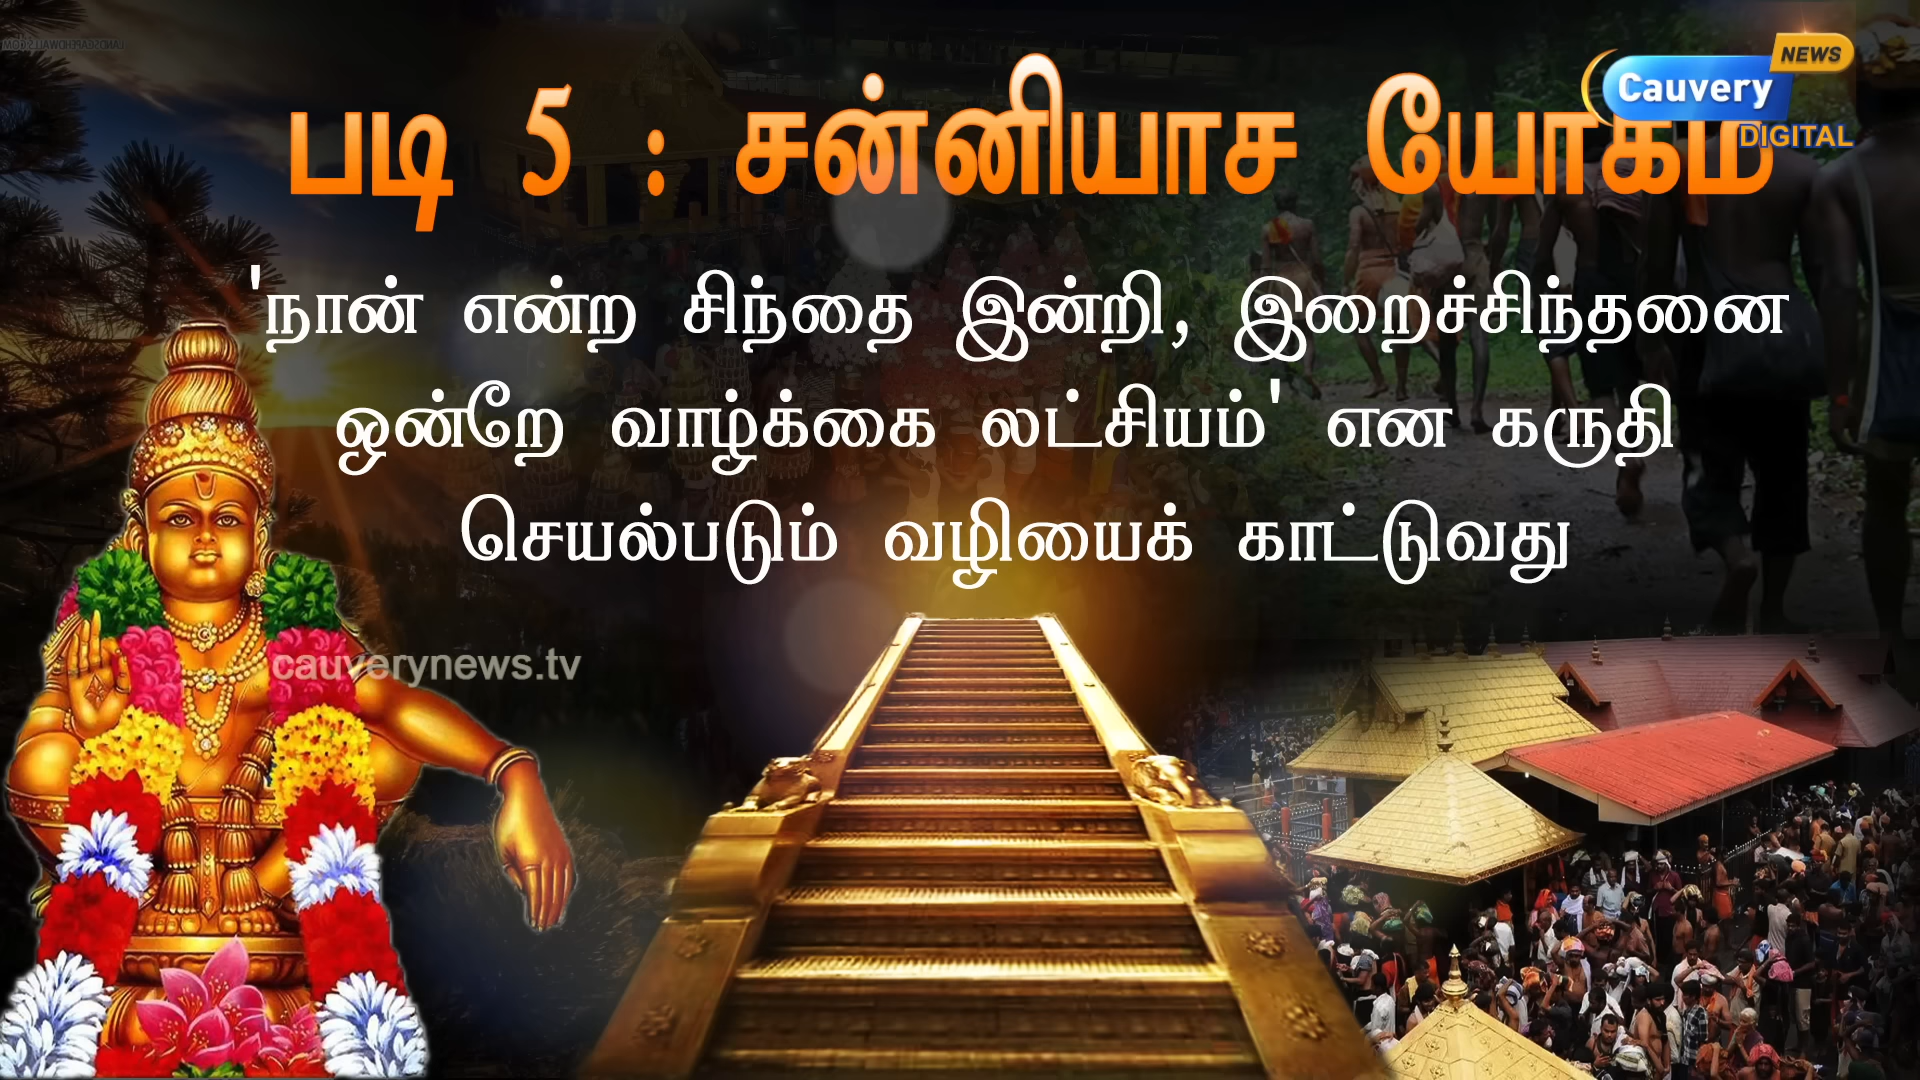 NEWS
Cauvery
DIGITAL
படி 5 : சன்னியாச யோகம்
'நான் என்ற சிந்தை இன்றி, இறைச்சிந்தனை
ஒன்றே வாழ்க்கை லட்சியம்' என கருதி
செயல்படும் வழியைக் காட்டுவது
cauverynews.tv